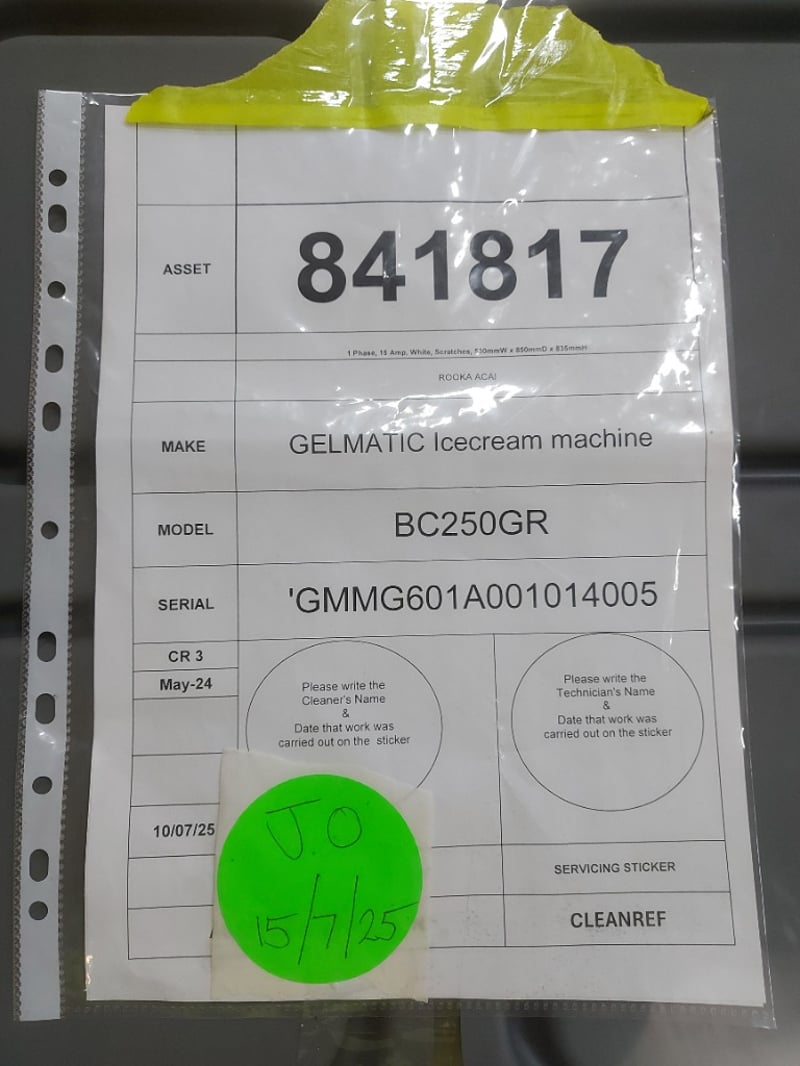 ASSET
841817
1 Phase, 15 Amp, White, Scratches, 530mmW x 850mmD x 835mmH
ROOKA ACAI
MAKE
GELMATIC Icecream machine
MODEL
BC250GR
SERIAL
'GMMG601A001014005
CR 3
May-24
Please write the
Cleaner's Name
&
Date that work was
carried out on the sticker
Please write the
Technician's Name
&
Date that work was
carried out on the sticker
10/07/25
J.O
15/7/25
SERVICING STICKER
CLEANREF